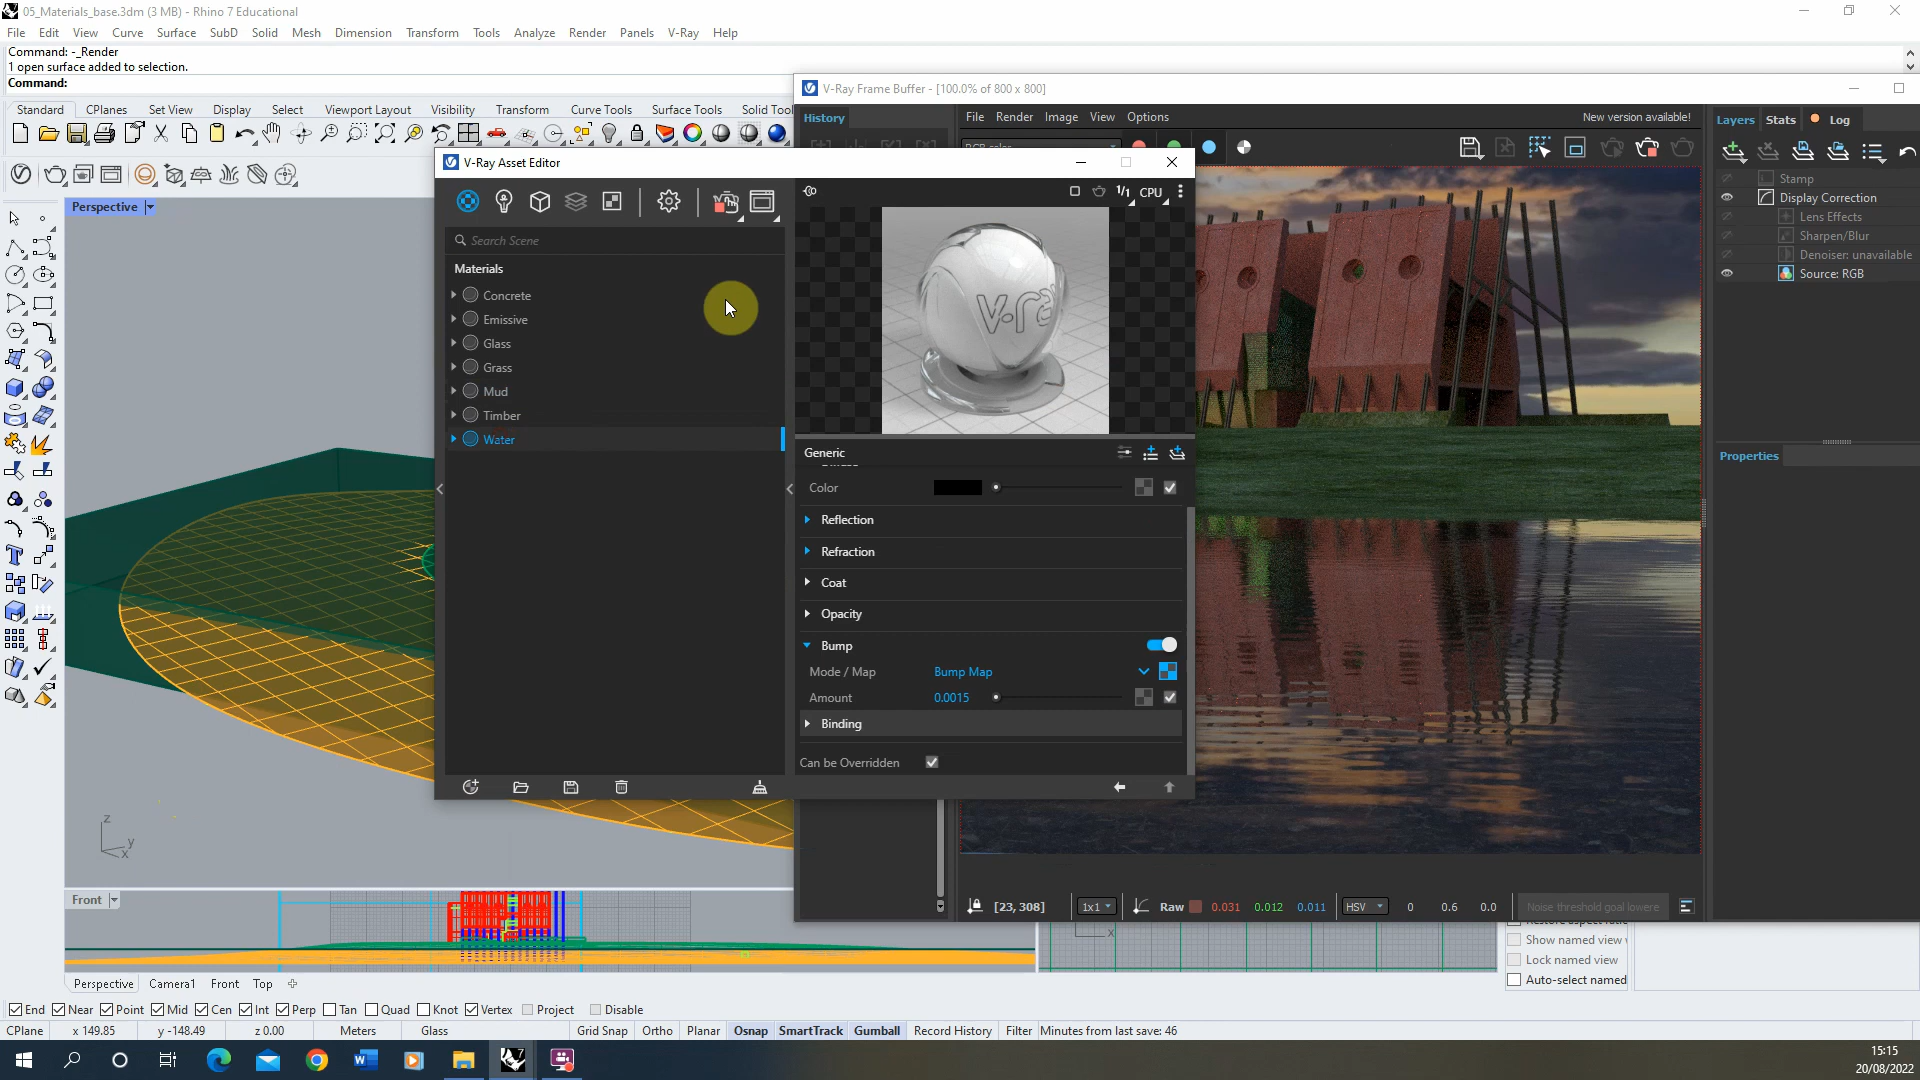 05_Materials_base.3dm (3 MB) - Rhino 7 Educational
File Edit View Curve Surface SubD Solid Mesh Dimension Transform Tools Analyze Render Panels V-Ray Help
Command: -_Render
1 open surface added to selection.
Command:
Standard CPlanes Set View Display Select Viewport Layout Visibility Transform Curve Tools Surface Tools Solid Tool
V-Ray Frame Buffer - [100.0% of 800 x 800]
History File Render Image View Options New version available!
Layers Stats Log
V-Ray Asset Editor
Perspective
1/1 CPU
Search Scene
Materials
Concrete
Emissive
Glass
Grass
Mud
Timber
Water
v-ra
Stamp
Display Correction
Lens Effects
Sharpen/Blur
Denoiser: unavailable
Source: RGB
Properties
Generic
Color
Reflection
Refraction
Coat
Opacity
Bump
Mode / Map Bump Map
Amount 0.0015
Binding
Can be Overridden
z
y
x
[23, 308] 1x1 Raw 0.031 0.012 0.011 HSV 0 0.6 0.0 Noise threshold goal lowere
Front
x
Show named view
Lock named view
Auto-select named
Perspective Camera1 Front Top
End Near Point Mid Cen Int Perp Tan Quad Knot Vertex Project Disable
CPlane x 149.85 y -148.49 z 0.00 Meters Glass Grid Snap Ortho Planar Osnap SmartTrack Gumball Record History Filter Minutes from last save: 46
15:15
20/08/2022